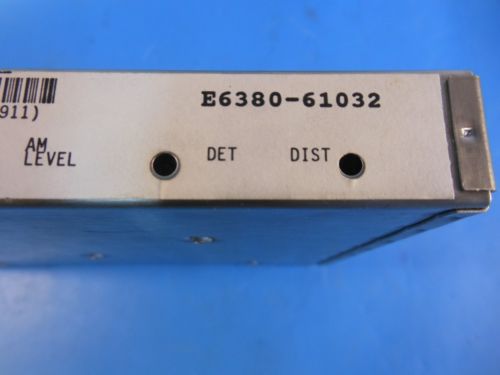 E6380-61032
911)
AM
LEVEL
DET
DIST